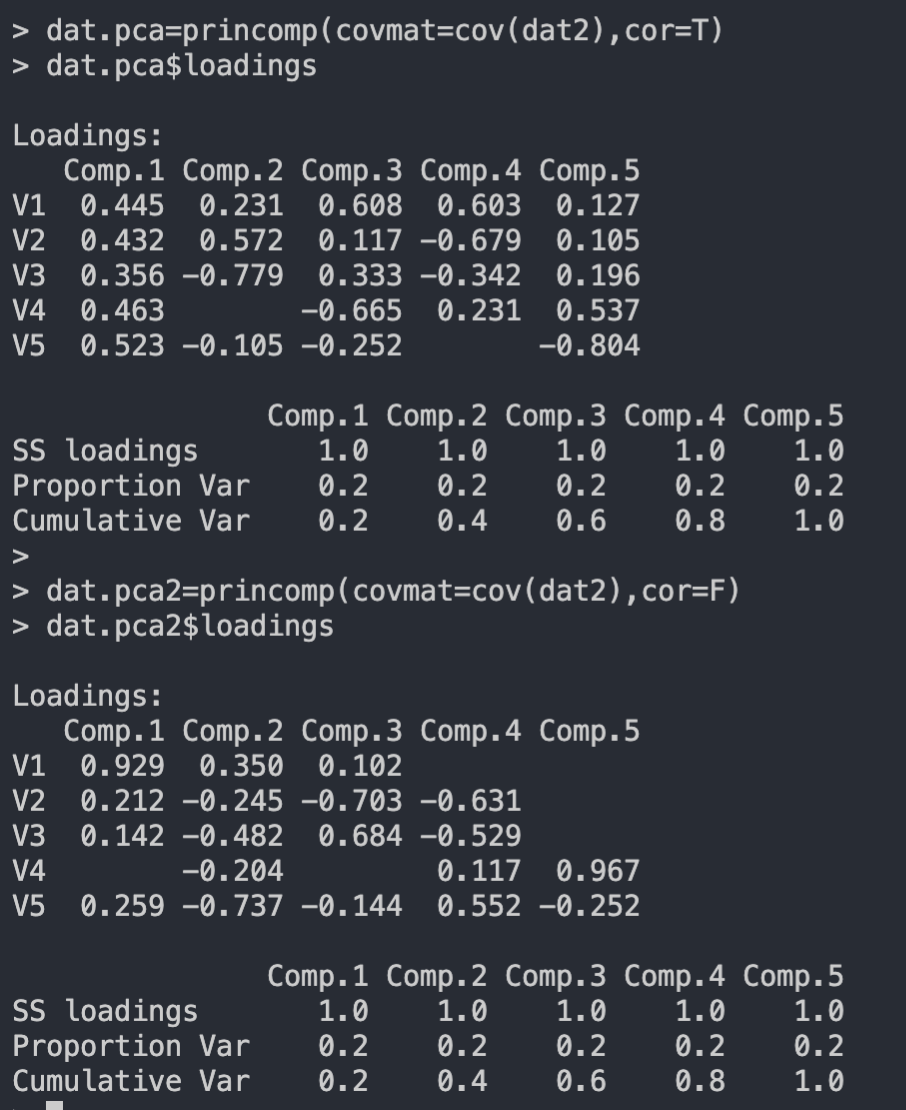 > dat.pca=princomp(covmat=cov(dat2),cor=T)
> dat.pca$loadings
Loadings:
Comp.1 Comp.2 Comp.3 Comp.4 Comp.5
V1 0.445 0.231 0.608 0.603 0.127
V2 0.432 0.572 0.117 -0.679 0.105
V3 0.356 -0.779 0.333 -0.342 0.196
V4 0.463 -0.665 0.231 0.537
V5 0.523 -0.105 -0.252 -0.804
Comp.1 Comp.2 Comp.3 Comp.4 Comp.5
SS loadings 1.0 1.0 1.0 1.0 1.0
Proportion Var 0.2 0.2 0.2 0.2 0.2
Cumulative Var 0.2 0.4 0.6 0.8 1.0
>
> dat.pca2=princomp(covmat=cov(dat2),cor=F)
> dat.pca2$loadings
Loadings:
Comp.1 Comp.2 Comp.3 Comp.4 Comp.5
V1 0.929 0.350 0.102
V2 0.212 -0.245 -0.703 -0.631
V3 0.142 -0.482 0.684 -0.529
V4 -0.204 0.117 0.967
V5 0.259 -0.737 -0.144 0.552 -0.252
Comp.1 Comp.2 Comp.3 Comp.4 Comp.5
SS loadings 1.0 1.0 1.0 1.0 1.0
Proportion Var 0.2 0.2 0.2 0.2 0.2
Cumulative Var 0.2 0.4 0.6 0.8 1.0